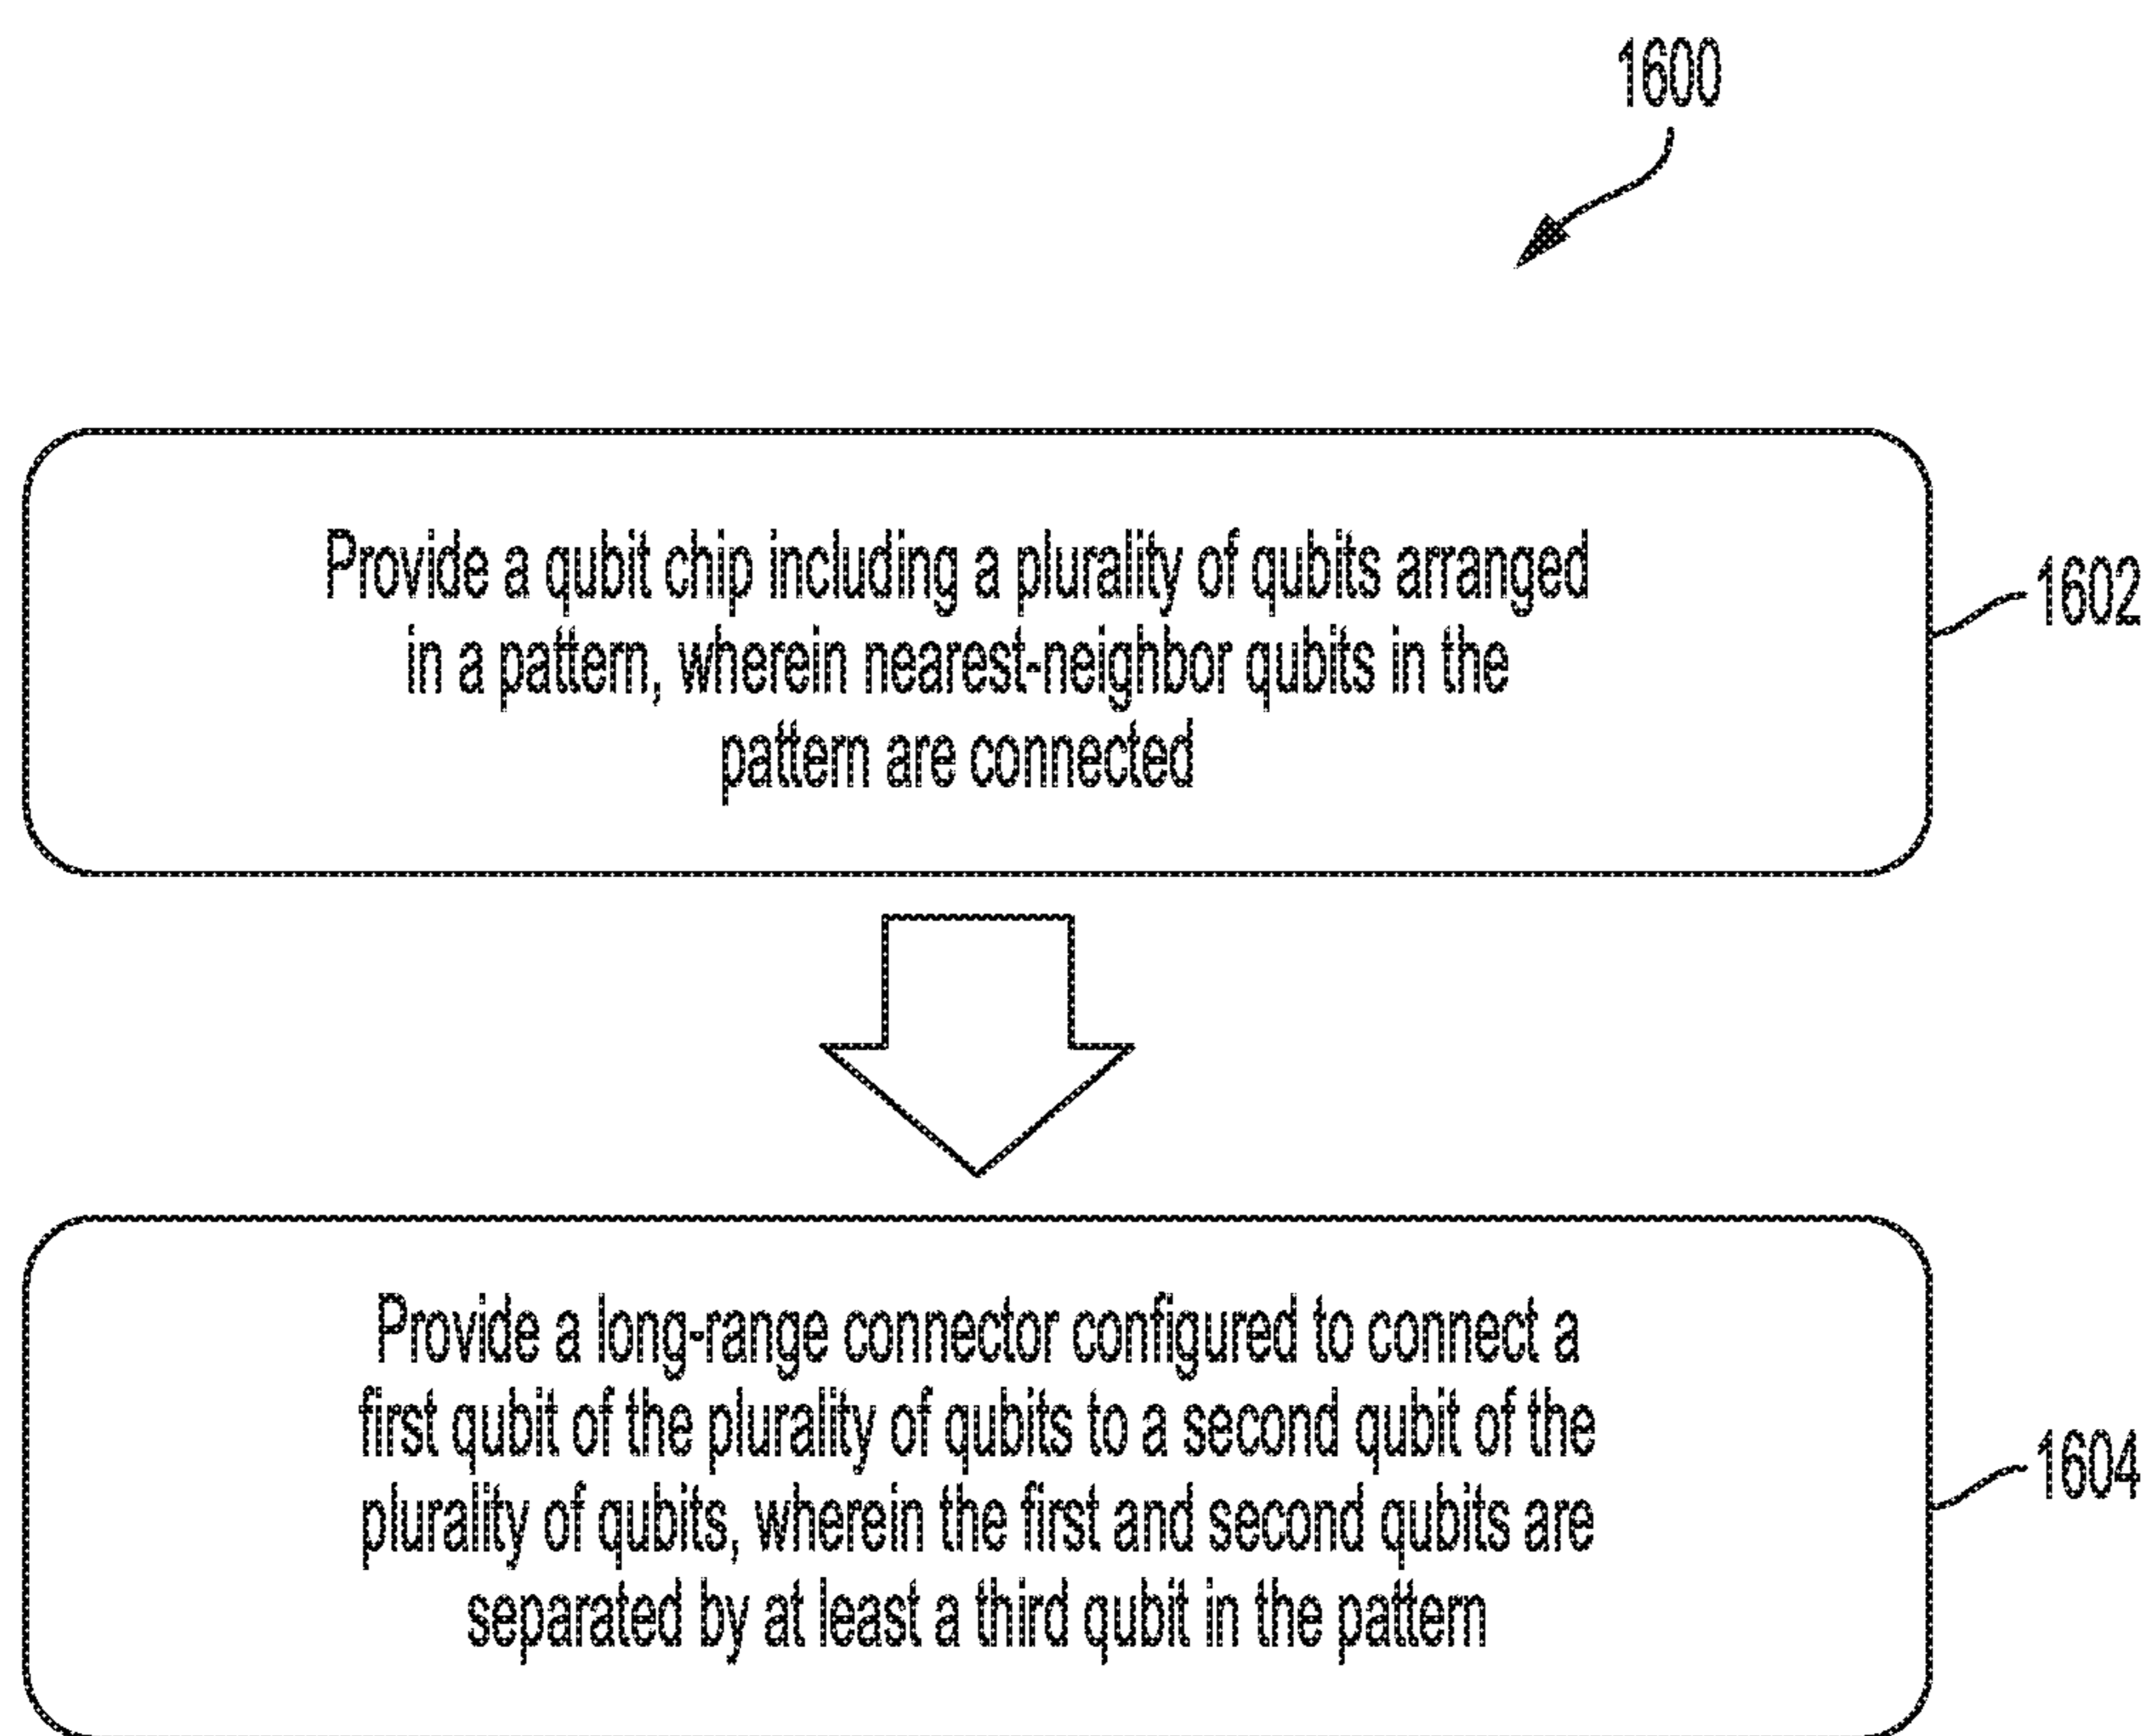 1600
Provide a qubit chip including a plurality of qubits arranged
in a pattern, wherein nearest-neighbor qubits in the
pattern are connected
1602
Provide a long-range connector configured to connect a
first qubit of the plurality of qubits to a second qubit of the
plurality of qubits, wherein the first and second qubits are
separated by at least a third qubit in the pattern
1604